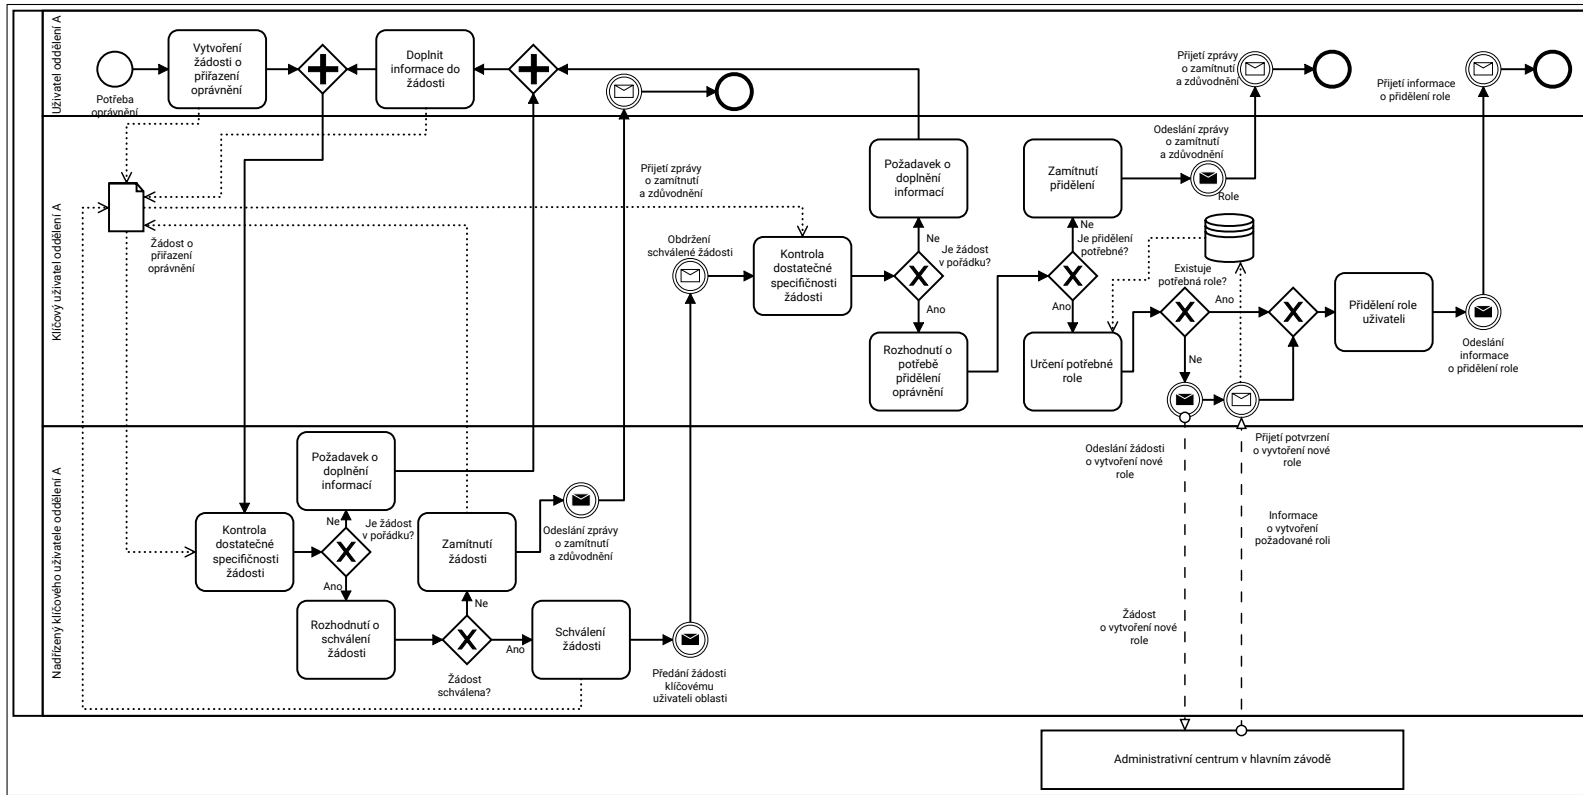 Uživatel oddělení A
Vytvoření
žádosti o
přiřazení
oprávnění
Potřeba
oprávnění
Doplnit
informace do
žádosti
Přijetí zprávy
o zamítnutí
a zdůvodnění
Přijetí informace
o přidělení role
Klíčový uživatel oddělení A
Žádost o
přiřazení
oprávnění
Přijetí zprávy
o zamítnutí
a zdůvodnění
Obdržení
schválené žádosti
Kontrola
dostatečné
specifičnosti
žádosti
Požadavek o
doplnění
informací
Ne
Je žádost
v pořádku?
Ano
Rozhodnutí o
potřebě
přidělení
oprávnění
Zamítnutí
přidělení
Ne
Je přidělení
potřebné?
Ano
Určení potřebné
role
Odeslání zprávy
o zamítnutí
a zdůvodnění
Role
Existuje
potřebná role?
Ano
Ne
Přidělení role
uživateli
Odeslání
informace
o přidělení role
Nadřízený klíčového uživatele oddělení A
Kontrola
dostatečné
specifičnosti
žádosti
Požadavek o
doplnění
informací
Ne
Je žádost
v pořádku?
Ano
Rozhodnutí o
schválení
žádosti
Zamítnutí
žádosti
Ne
Žádost
schválena?
Ano
Schválení
žádosti
Odeslání zprávy
o zamítnutí
a zdůvodnění
Předání žádosti
klíčovému
uživateli oblasti
Odeslání žádosti
o vytvoření nové
role
Přijetí potvrzení
o vyvtoření nové
role
Informace
o vytvoření
požadované roli
Žádost
o vytvoření nové
role
Administrativní centrum v hlavním závodě